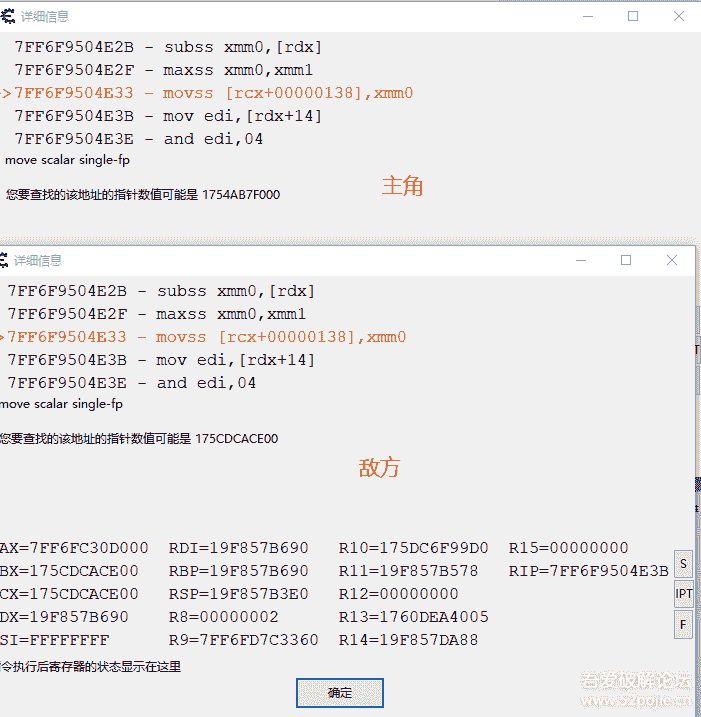 详细信息
7FF6F9504E2B - subss xmm0,[rdx]
7FF6F9504E2F - maxss xmm0,xmm1
>7FF6F9504E33 - movss [rcx+00000138],xmm0
7FF6F9504E3B - mov edi,[rdx+14]
7FF6F9504E3E - and edi,04
move scalar single-fp
您要查找的该地址的指针数值可能是 1754AB7F000
主角
详细信息
7FF6F9504E2B - subss xmm0,[rdx]
7FF6F9504E2F - maxss xmm0,xmm1
>7FF6F9504E33 - movss [rcx+00000138],xmm0
7FF6F9504E3B - mov edi,[rdx+14]
7FF6F9504E3E - and edi,04
move scalar single-fp
您要查找的该地址的指针数值可能是 175CDCACE00
敌方
AX=7FF6FC30D000 RDI=19F857B690 R10=175DC6F99D0 R15=00000000
BX=175CDCACE00 RBP=19F857B690 R11=19F857B578 RIP=7FF6F9504E3B
CX=175CDCACE00 RSP=19F857B3E0 R12=00000000
DX=19F857B690 R8=00000002 R13=1760DEA4005
SI=FFFFFFFF R9=7FF6FD7C3360 R14=19F857DA88
S
IPT
F
令执行后寄存器的状态显示在这里
确定
吾爱破解论坛
www.52pojie.cn